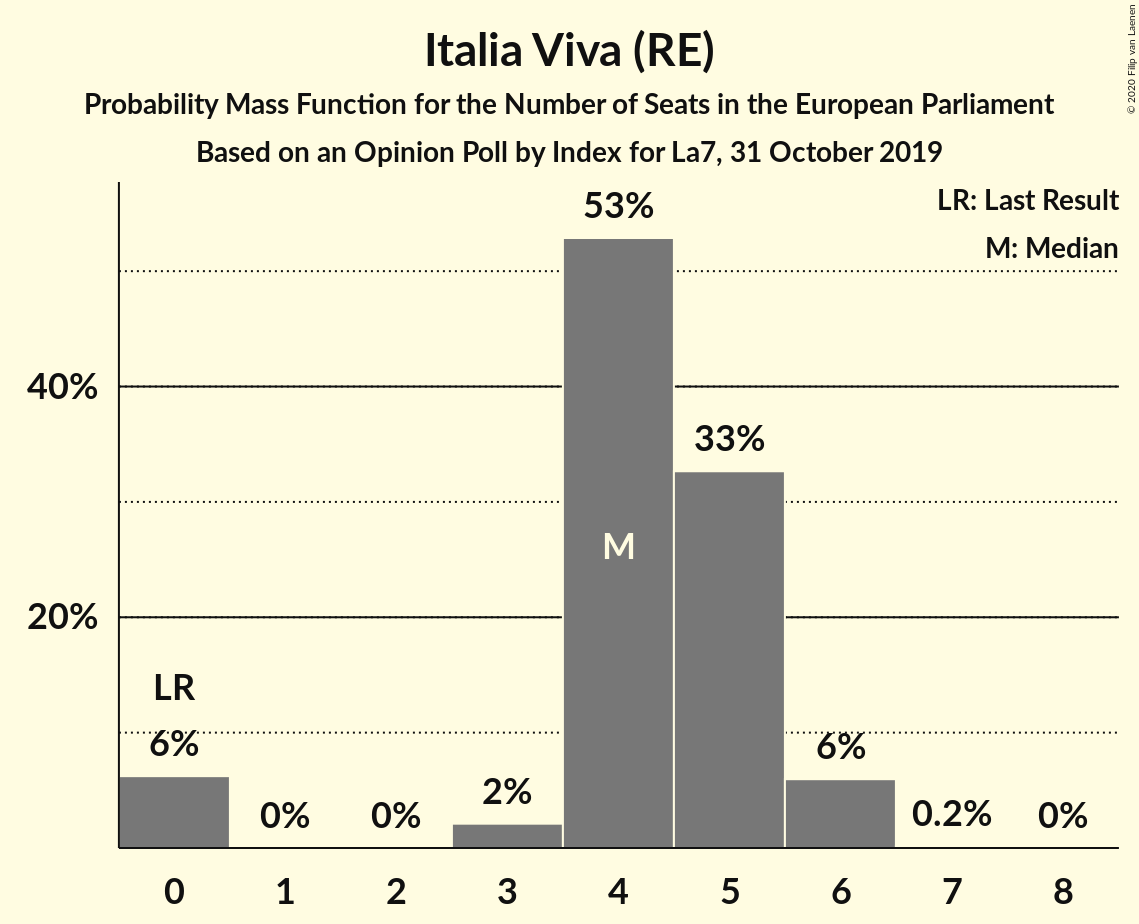 Italia Viva (RE)
Probability Mass Function for the Number of Seats in the European Parliament
Based on an Opinion Poll by Index for La7, 31 October 2019
© 2020 Filip van Laenen
LR: Last Result
M: Median
53%
40%
33%
M
20%
LR
6%
0%
0%
2%
6%
0.2%
0%
0 1 2 3 4 5 6 7 8